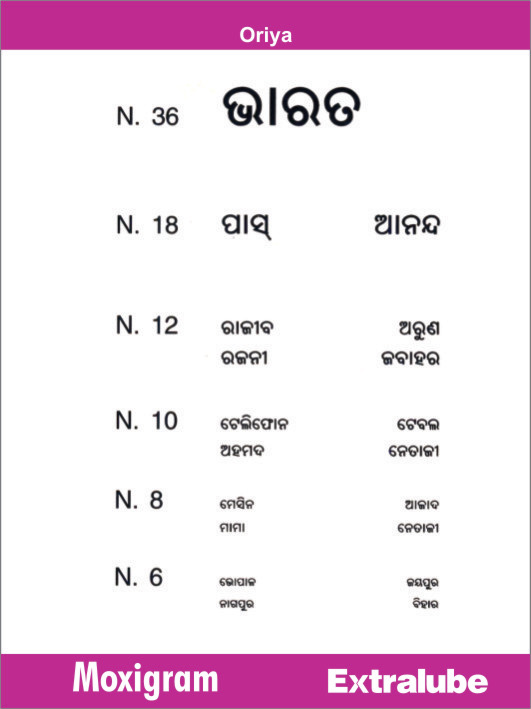 Oriya
N. 36 ଭାରତ
N. 18 ପାସ୍ ଆନନ୍ଦ
N. 12 ରାଜୀବ ଅରୁଣ
ରଜନୀ ଜବାହର
N. 10 ଟେଲିଫୋନ ଟେବଲ
ଅହମଦ ନେତାଜୀ
N. 8 ମେସିନ ଆଜାଦ
ମାମା ନେତାଜୀ
N. 6 ଭୋପାଳ ଜୟପୁର
ନାଗପୁର ବିହାର
Moxigram Extralube